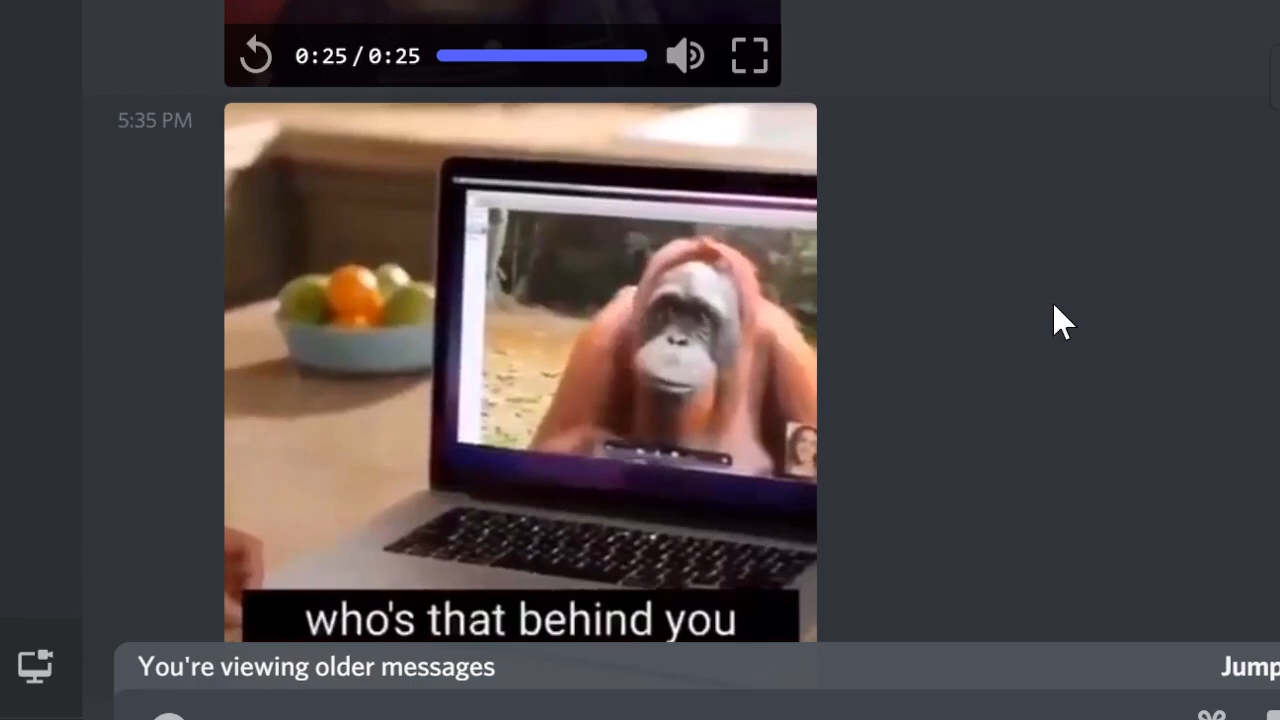 0:25/0:25
5:35 PM
who's that behind you
You're viewing older messages
Jump